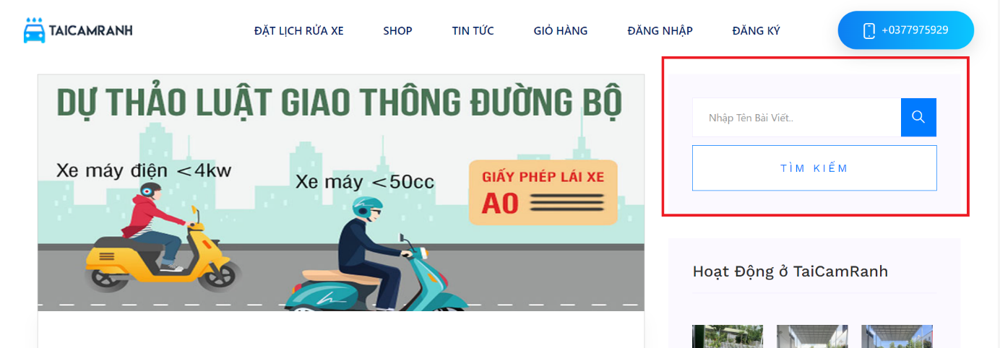 TAICAMRANH
ĐẶT LỊCH RỬA XE
SHOP
TIN TỨC
GIỎ HÀNG
ĐĂNG NHẬP
ĐĂNG KÝ
+0377975929
DỰ THẢO LUẬT GIAO THÔNG ĐƯỜNG BỘ
Xe máy điện <4kw
Xe máy <50cc
GIẤY PHÉP LÁI XE
A0
Nhập Tên Bài Viết..
TÌM KIẾM
Hoạt Động ở TaiCamRanh